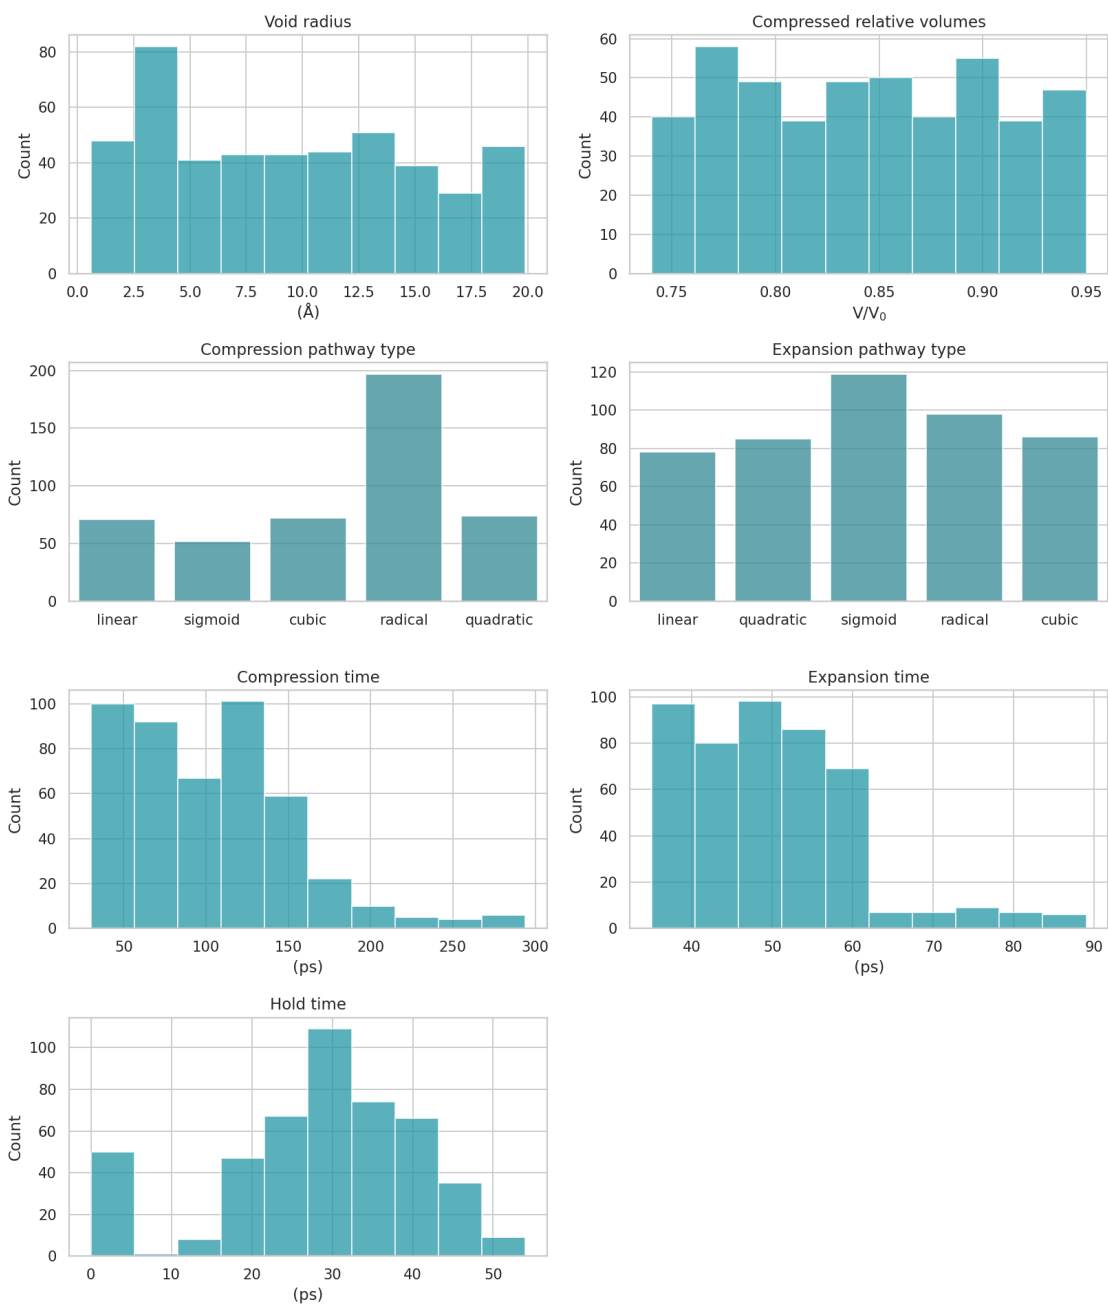 Void radius
Count
80
60
40
20
0
0.0 2.5 5.0 7.5 10.0 12.5 15.0 17.5 20.0
(Å)
Compressed relative volumes
Count
60
50
40
30
20
10
0
0.75 0.80 0.85 0.90 0.95
V/V₀
Compression pathway type
Count
200
150
100
50
0
linear sigmoid cubic radical quadratic
Expansion pathway type
Count
120
100
80
60
40
20
0
linear quadratic sigmoid radical cubic
Compression time
Count
100
80
60
40
20
0
50 100 150 200 250 300
(ps)
Expansion time
Count
100
80
60
40
20
0
40 50 60 70 80 90
(ps)
Hold time
Count
100
80
60
40
20
0
0 10 20 30 40 50
(ps)